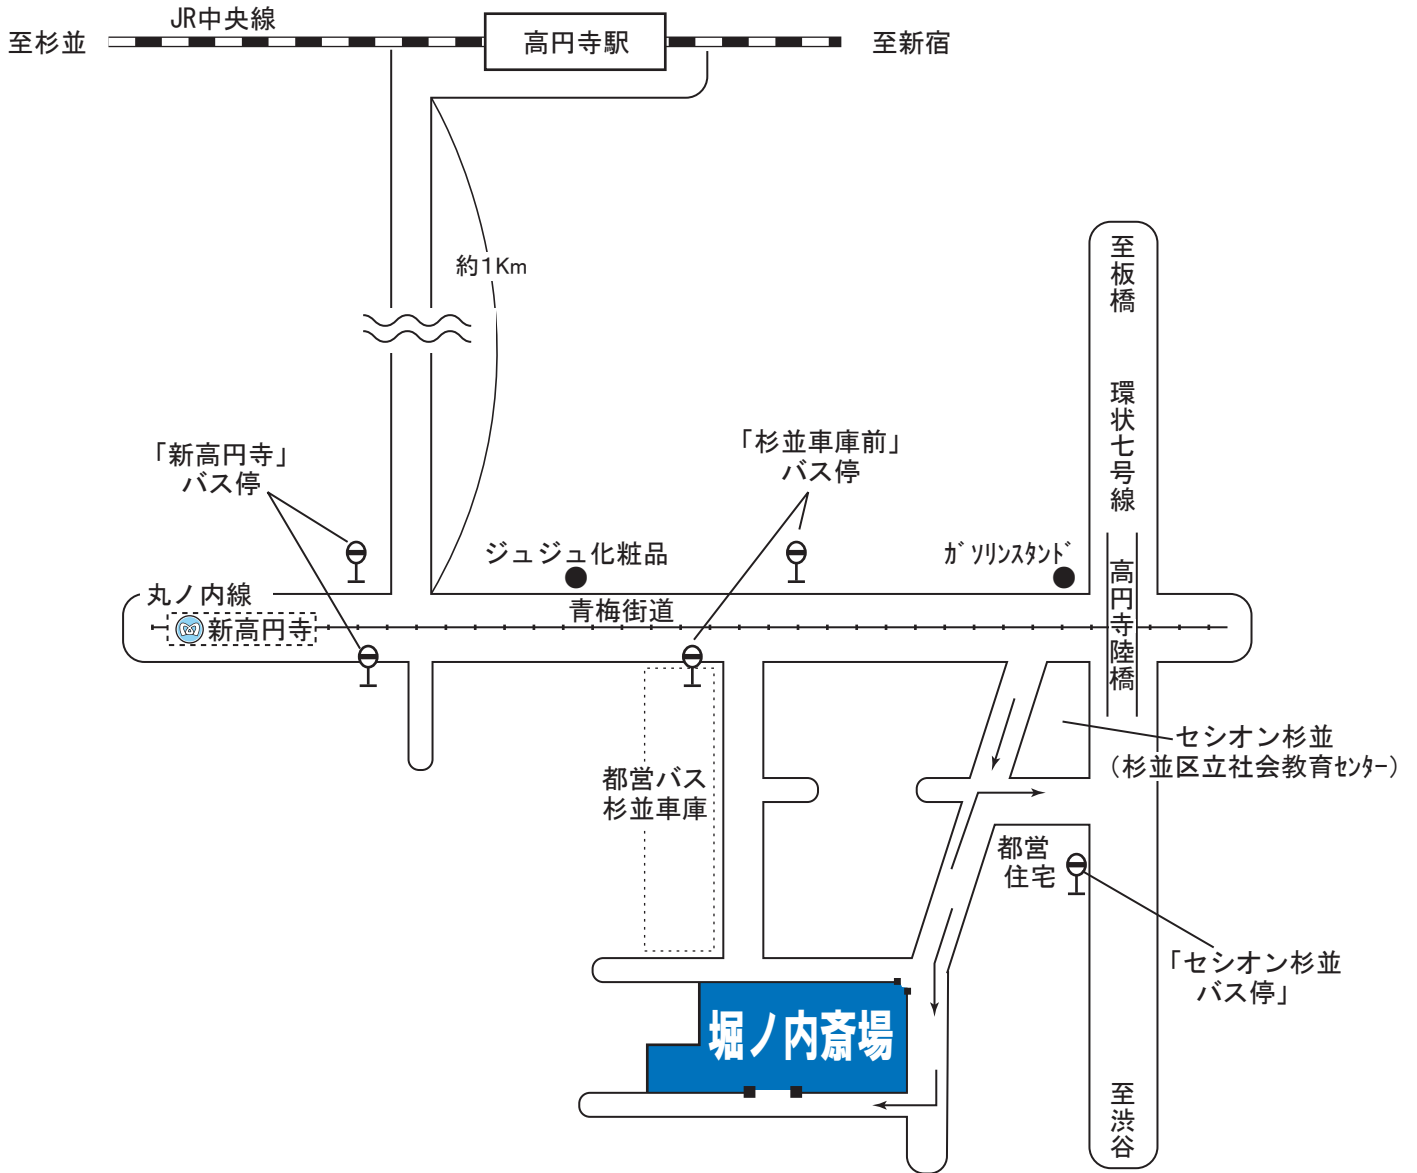 JR中央線
至杉並
高円寺駅
至新宿
約1Km
至板橋
環状七号線
「新高円寺」
バス停
「杉並車庫前」
バス停
ジュジュ化粧品
ガソリンスタンド
高円寺陸橋
丸ノ内線
青梅街道
新高円寺
セシオン杉並
(杉並区立社会教育センター)
都営バス
杉並車庫
都営
住宅
「セシオン杉並
バス停」
堀ノ内斎場
至渋谷